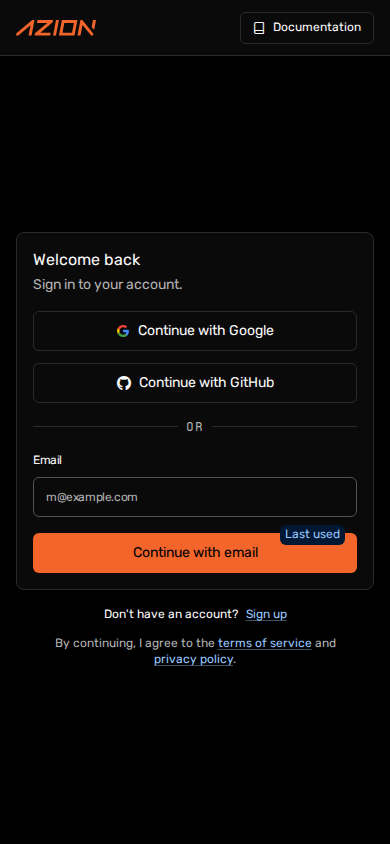 AZION
Documentation
Welcome back
Sign in to your account.
Continue with Google
Continue with GitHub
OR
Email
m@example.com
Last used
Continue with email
Don't have an account? Sign up
By continuing, I agree to the terms of service and
privacy policy.